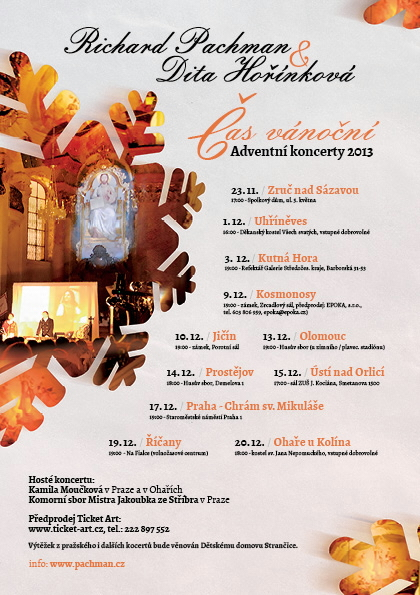 Richard Pachman
&
Dita Hořínková
Čas vánoční
Adventní koncerty 2013
23.11. / Zruč nad Sázavou
17:00 - Spolkový dům, ul. 5. května
1.12. / Uhříněves
16:00 - Děkanský kostel Všech svatých, vstupné dobrovolné
3. 12. / Kutná Hora
19:00 - Refektář Galerie Středočes. kraje, Barborská 51-53
9.12. / Kosmonosy
19:00 - zámek, Zrcadlový sál, předprodej: EPOKA, s.r.o.,
tel. 603 806 959, epoka@epoka.cz)
10.12. / Jičín
19:00 - zámek, Porotní sál
13.12. / Olomouc
19:00 - Husův sbor (u zimního / plavec. stadiónu)
14.12. / Prostějov
18:00 - Husův sbor, Demelova 1
15.12. / Ústí nad Orlicí
17:00 - sál ZUŠ J. Kociána, Smetanova 1500
17.12. / Praha - Chrám sv. Mikuláše
19:00 - Staroměstské náměstí Praha 1
19.12. / Říčany
19:00 - Na Fialce (volnočasové centrum)
20.12. / Ohaře u Kolína
18:00 - kostel sv. Jana Nepomuckého, vstupné dobrovolné
Hosté koncertu:
Kamila Moučková v Praze a v Ohařích
Komorní sbor Mistra Jakoubka ze Stříbra v Praze
Předprodej Ticket Art:
www.ticket-art.cz, tel.: 222 897 552
Výtěžek z pražského i dalších kocertů bude věnován Dětskému domovu Strančice.
info: www.pachman.cz